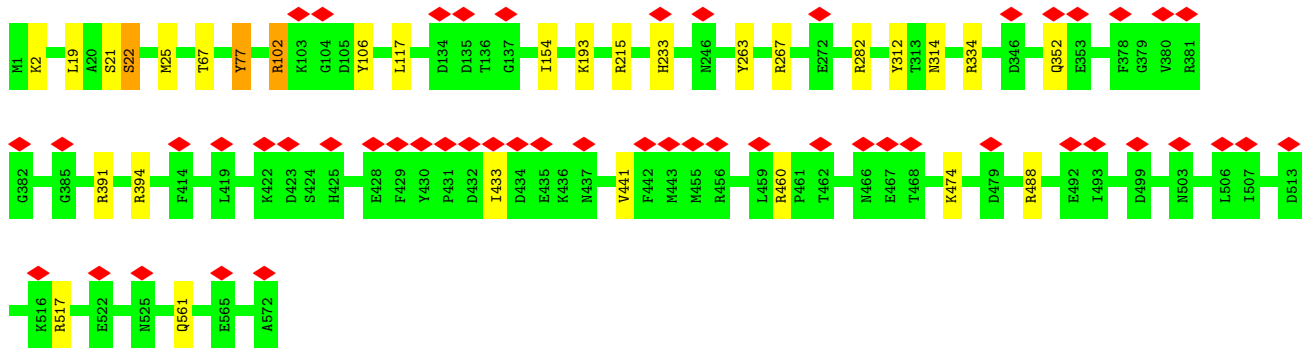 M1 K2 L19 A20 S21 S22 M25 T67 Y77 R102 K103 G104 D105 Y106 L117 D134 D135 T136 G137 I154 K193 R215 H233 N246 Y263 R267 E272 R282 Y312 T313 N314 R334 D346 Q352 E353 F378 G379 V380 R381
G382 G385 R391 R394 F414 L419 K422 D423 S424 H425 E428 F429 Y430 P431 D432 I433 D434 E435 K436 N437 V441 F442 M443 M455 R456 L459 R460 P461 T462 N466 E467 T468 K474 D479 R488 E492 I493 D499 N503 L506 I507 D513
K516 R517 E522 N525 Q561 E565 A572